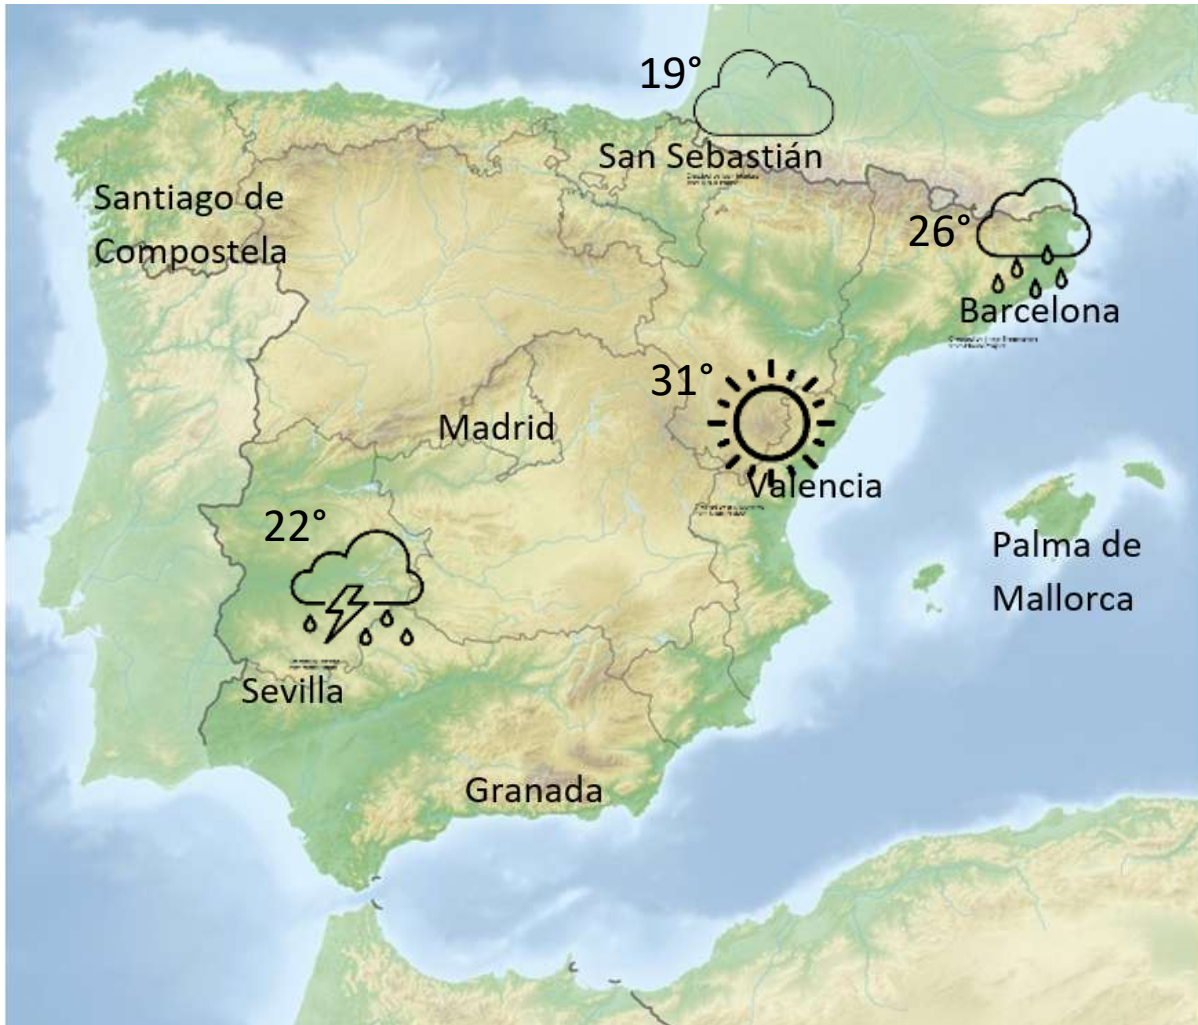 19°
San Sebastián
Santiago de
Compostela
26°
Barcelona
31°
Madrid
Valencia
22°
Palma de
Mallorca
Sevilla
Granada